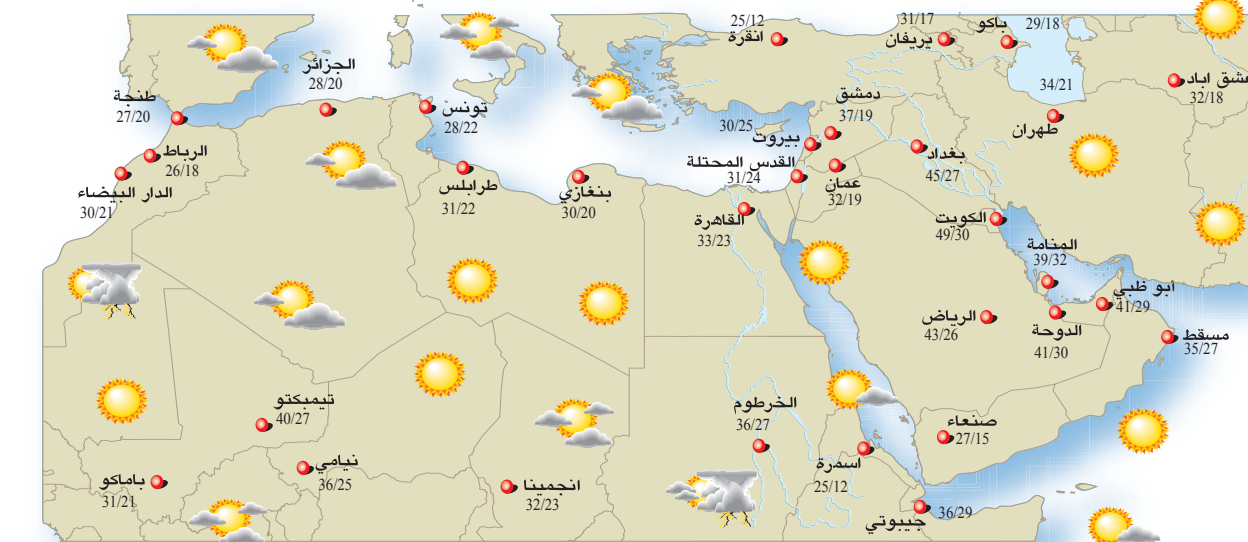 25/12
انقرة
31/17
يريفان
باكو
29/18
عشق اباد
32/18
34/21
طهران
الجزائر
28/20
طنجة
27/20
تونس
28/22
دمشق
37/19
30/25
بيروت
بغداد
45/27
الرباط
26/18
القدس المحتلة
31/24
عمان
32/19
الدار البيضاء
30/21
طرابلس
31/22
بنغازي
30/20
القاهرة
33/23
الكويت
49/30
المنامة
39/32
أبو ظبي
41/29
الرياض
43/26
الدوحة
41/30
مسقط
35/27
تيمبكتو
40/27
الخرطوم
36/27
صنعاء
27/15
نيامي
36/25
باماكو
31/21
انجمينا
32/23
اسمرة
25/12
جيبوتي
36/29